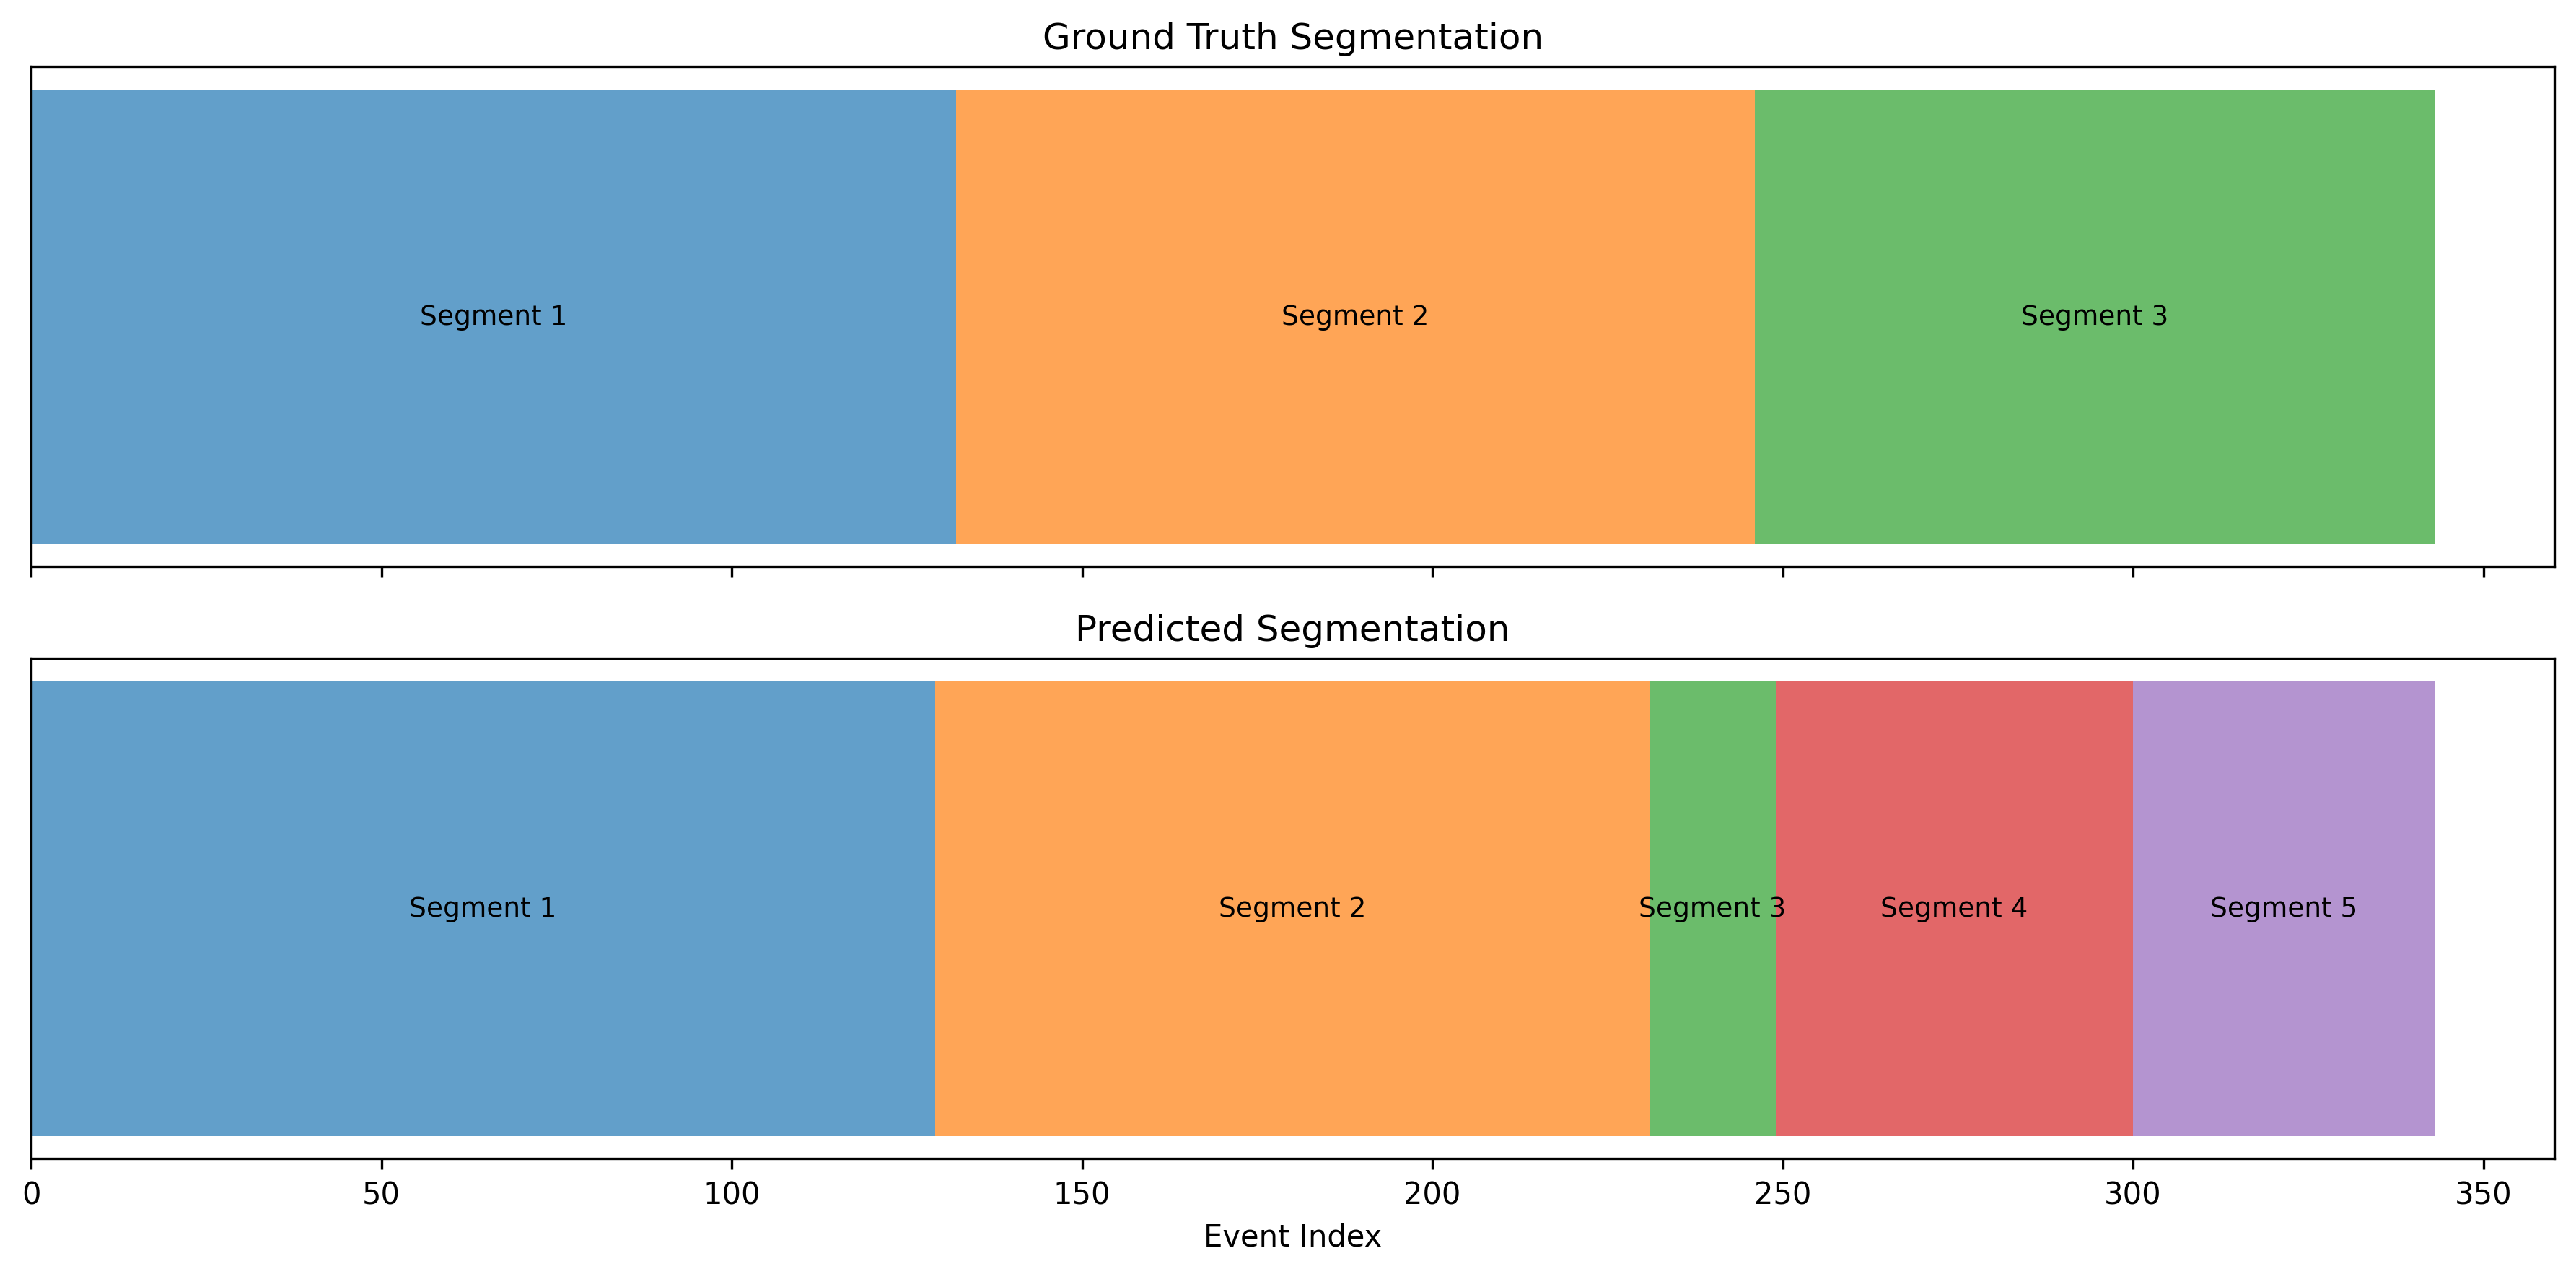 Ground Truth Segmentation
Segment 1 Segment 2 Segment 3
Predicted Segmentation
Segment 1 Segment 2 Segment 3 Segment 4 Segment 5
0 50 100 150 200 250 300 350
Event Index